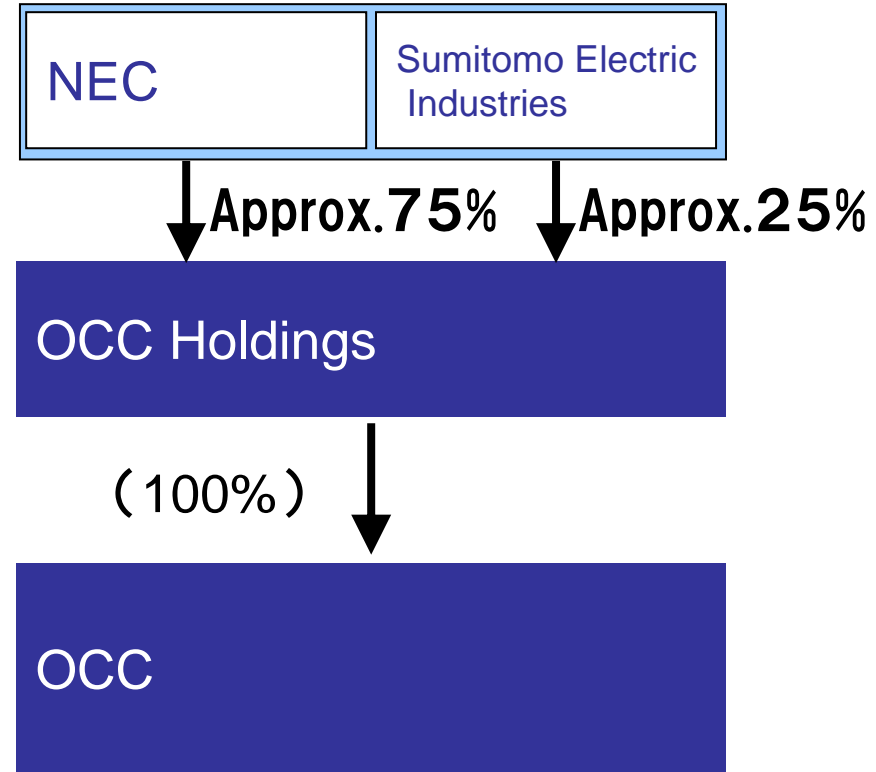 NEC
Sumitomo Electric
Industries
Approx.75%
Approx.25%
OCC Holdings
(100%)
OCC